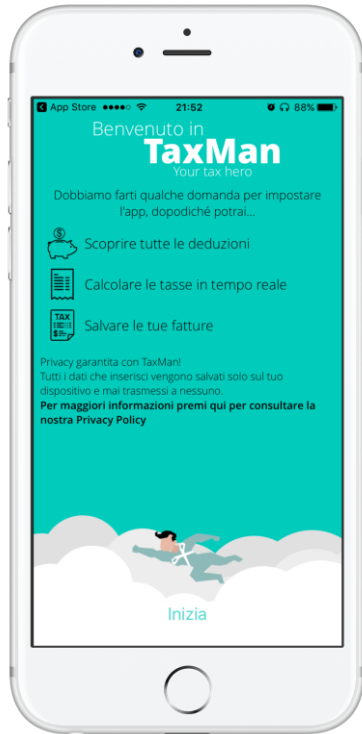 App Store 21:52 88%
Benvenuto in
TaxMan
Your tax hero
Dobbiamo farti qualche domanda per impostare
l'app, dopodiché potrai...
$
Scoprire tutte le deduzioni
Calcolare le tasse in tempo reale
TAX
$
Salvare le tue fatture
Privacy garantita con TaxMan!
Tutti i dati che inserisci vengono salvati solo sul tuo
dispositivo e mai trasmessi a nessuno.
Per maggiori informazioni premi qui per consultare la
nostra Privacy Policy
Inizia